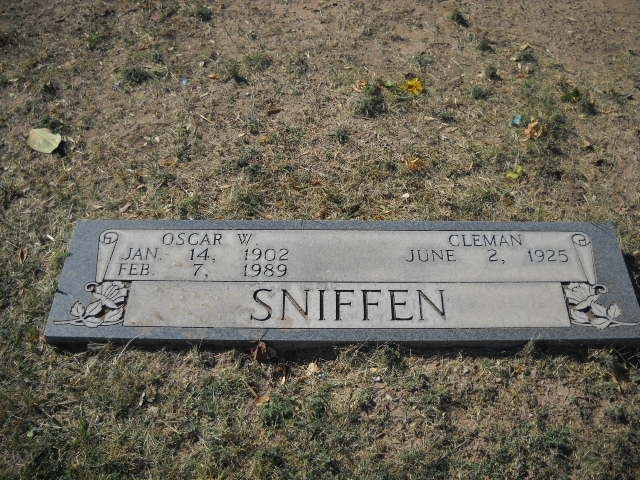 OSCAR W.
JAN. 14, 1902
FEB. 7, 1989
CLEMAN
JUNE 2, 1925
SNIFFEN